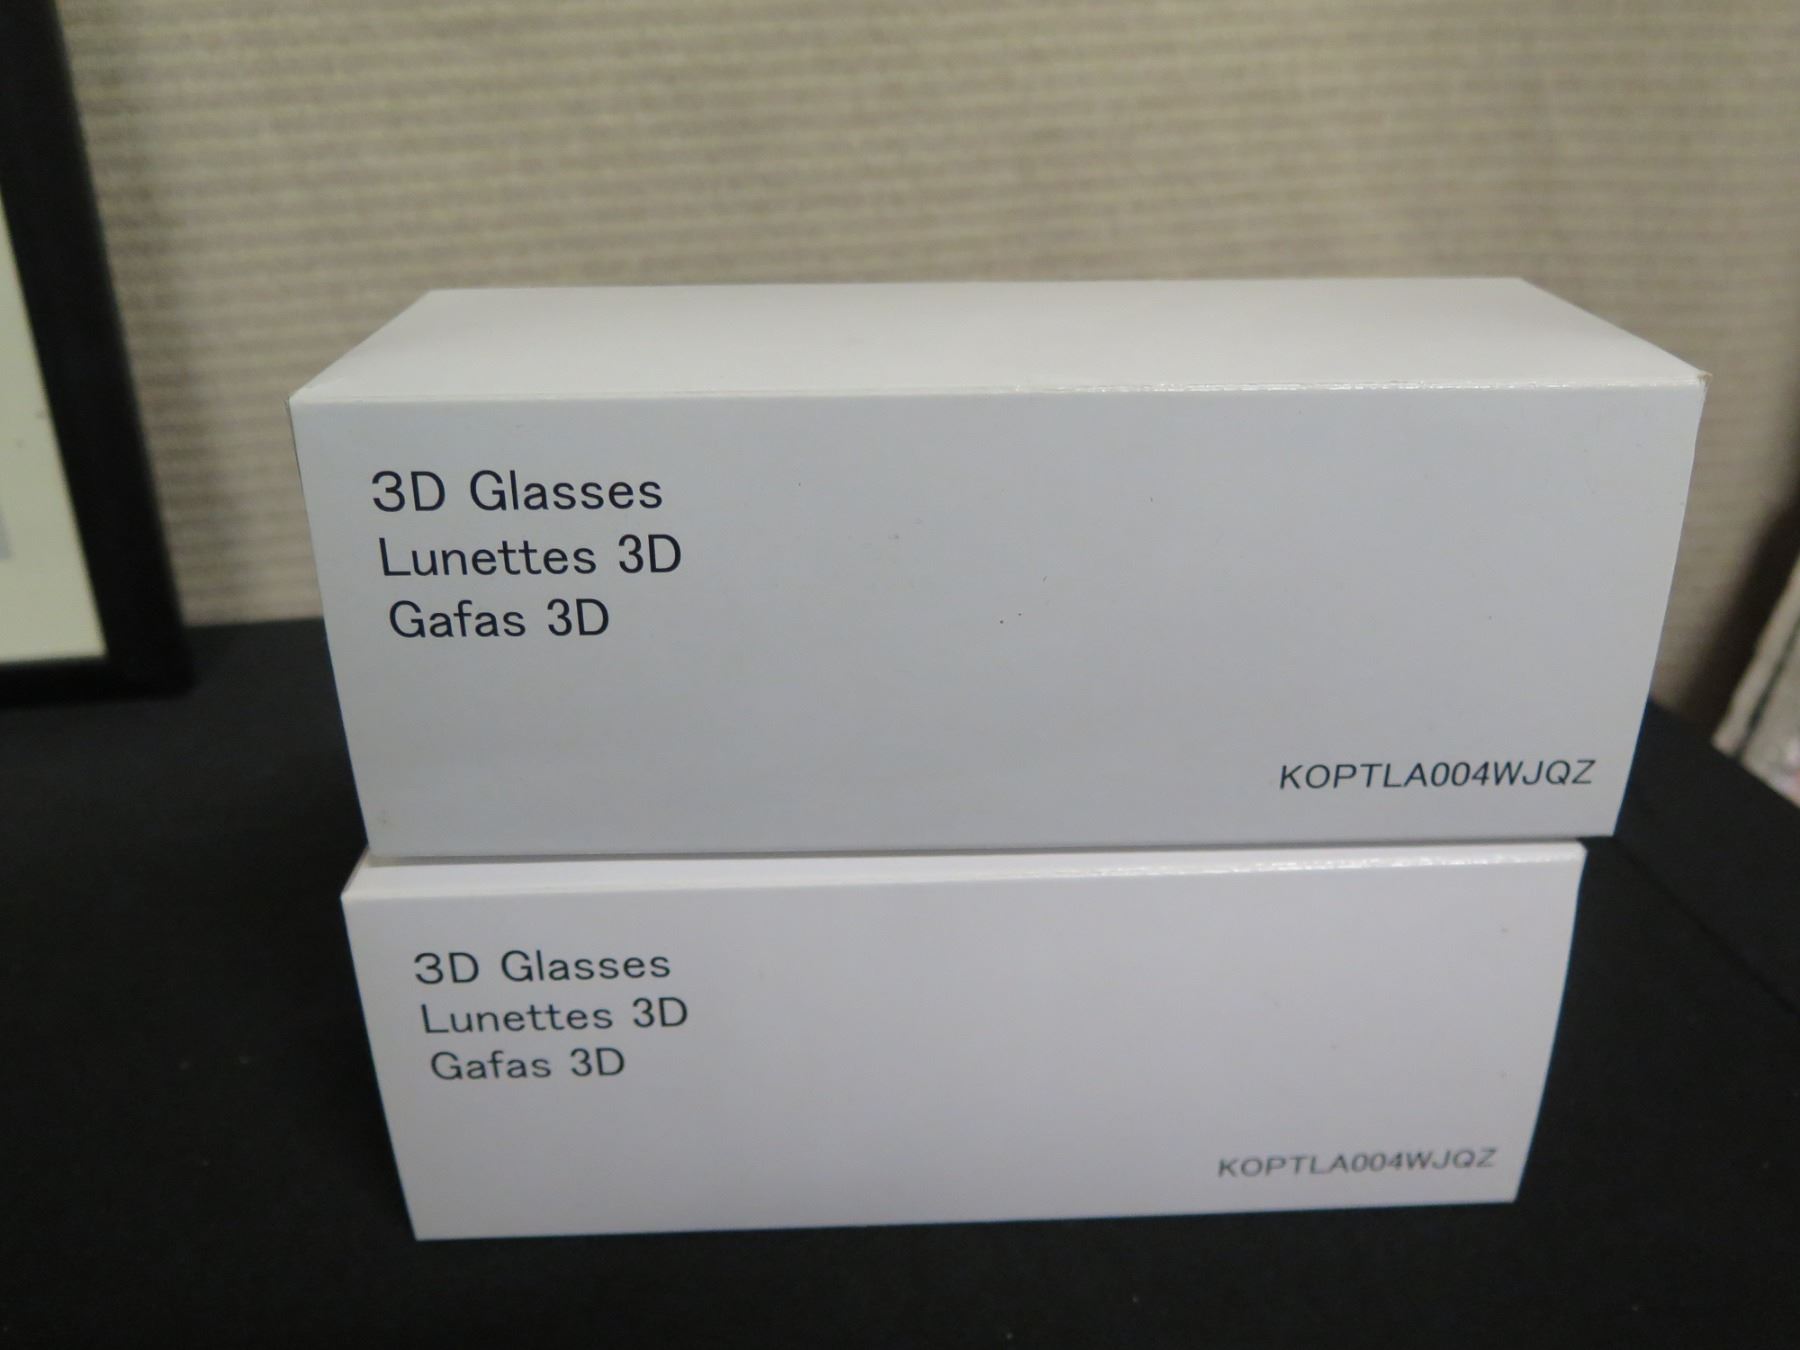 3D Glasses
Lunettes 3D
Gafas 3D
KOPTLA004WJQZ
3D Glasses
Lunettes 3D
Gafas 3D
KOPTLA004WJQZ